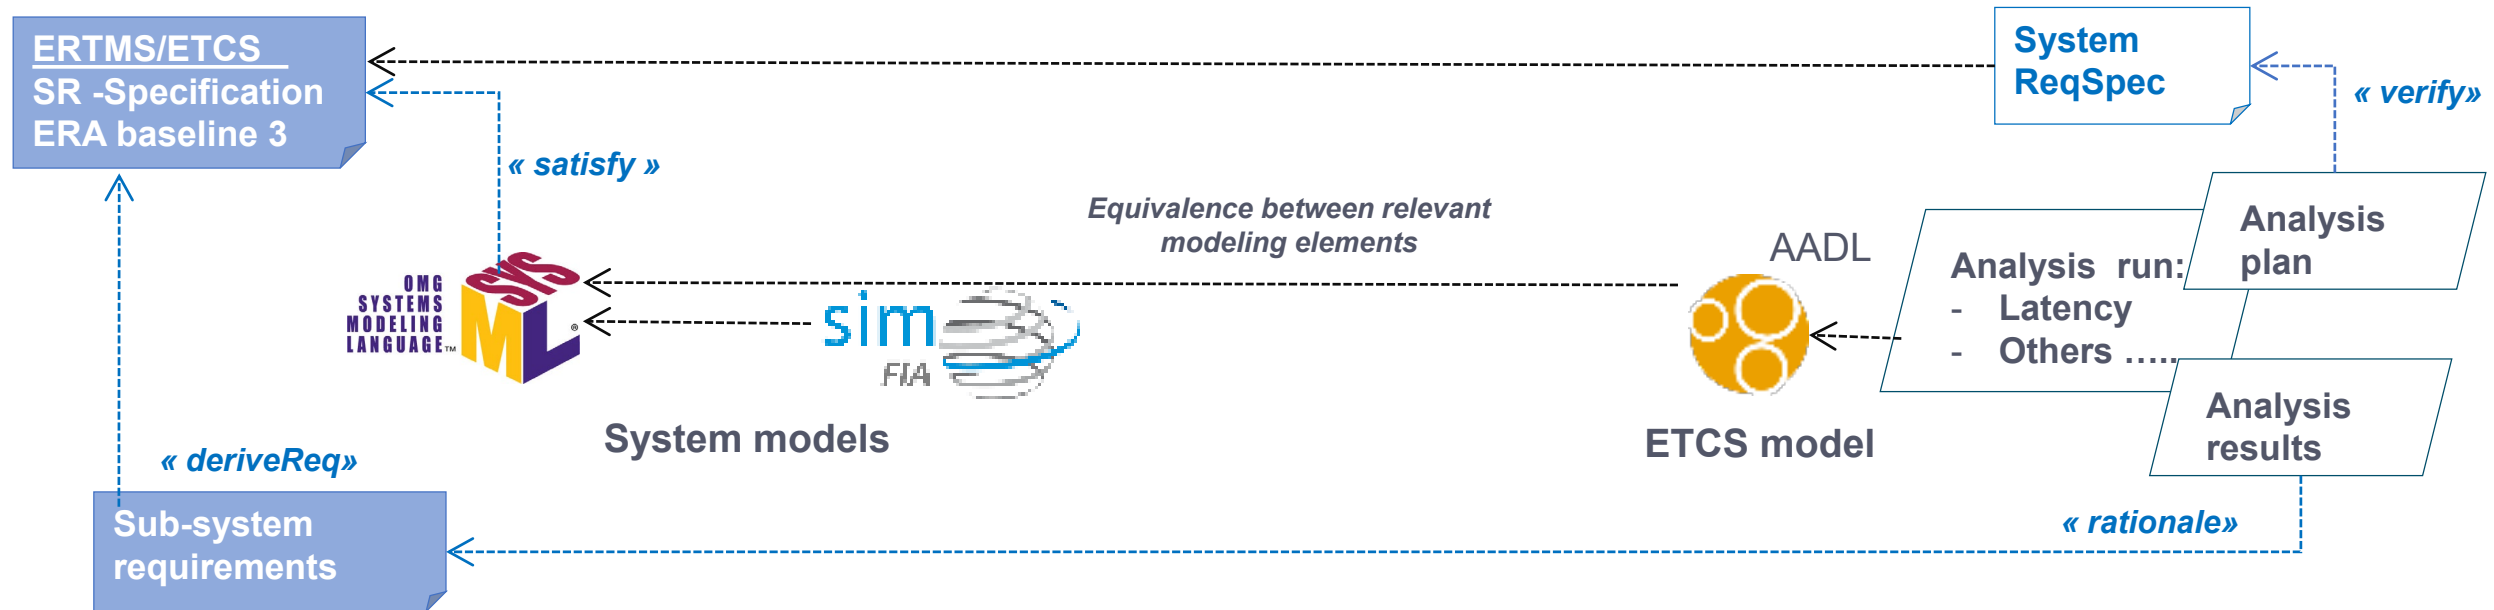 ERTMS/ETCS
SR -Specification
ERA baseline 3
System
ReqSpec
« verify»
« satisfy »
Equivalence between relevant
modeling elements
AADL
Analysis
plan
Analysis run:
- Latency
- Others …..
OMG
SYSTEMS
MODELING
LANGUAGE™
SYS
ML®
sim
FIA
System models
ETCS model
Analysis
results
« deriveReq»
Sub-system
requirements
« rationale»